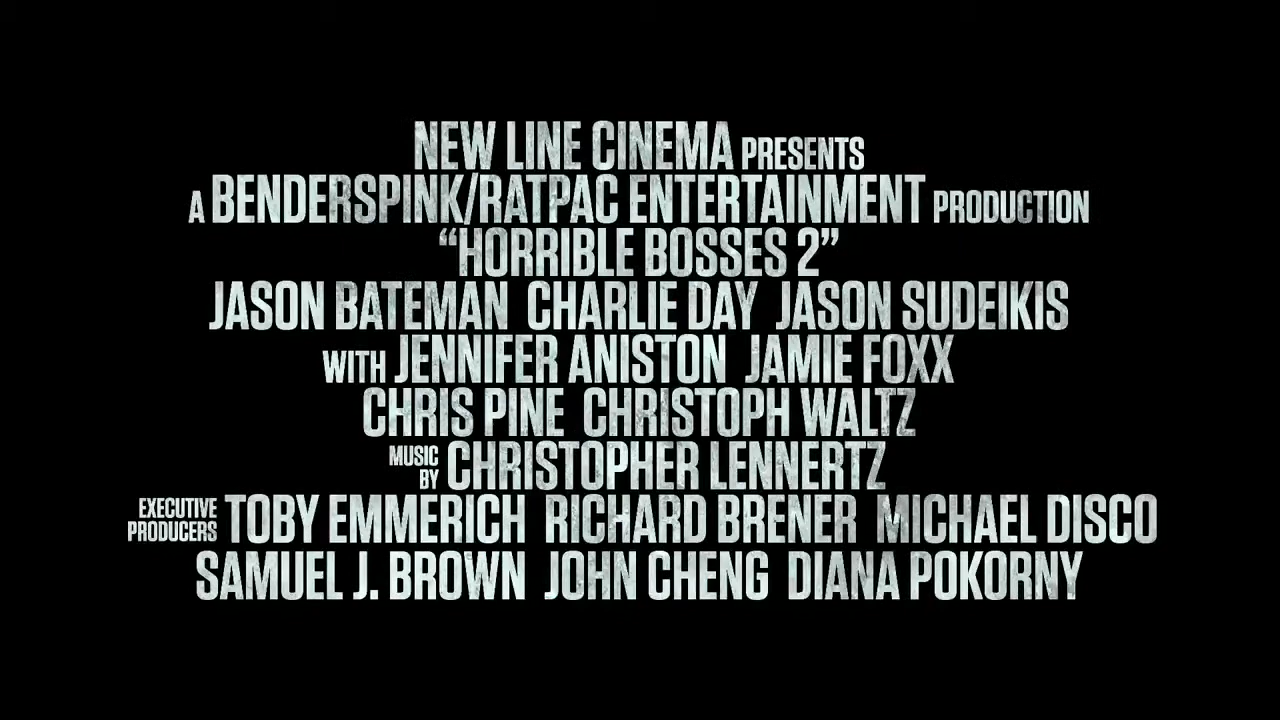 NEW LINE CINEMA PRESENTS
A BENDERSPINK/RATPAC ENTERTAINMENT PRODUCTION
“HORRIBLE BOSSES 2”
JASON BATEMAN CHARLIE DAY JASON SUDEIKIS
WITH JENNIFER ANISTON JAMIE FOXX
CHRIS PINE CHRISTOPH WALTZ
MUSIC BY CHRISTOPHER LENNERTZ
EXECUTIVE PRODUCERS TOBY EMMERICH RICHARD BRENER MICHAEL DISCO
SAMUEL J. BROWN JOHN CHENG DIANA POKORNY